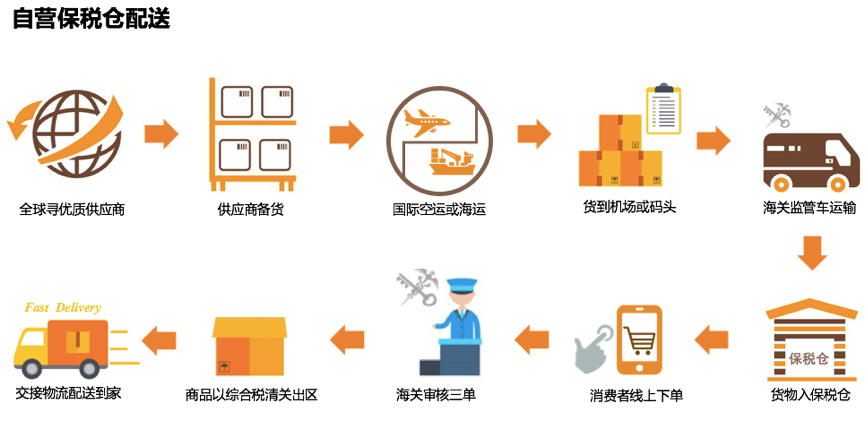 自营保税仓配送
全球寻优质供应商
供应商备货
国际空运或海运
货到机场或码头
海关监管车运输
保税仓
货物入保税仓
消费者线上下单
海关审核三单
商品以综合税清关出区
Fast Delivery
交接物流配送到家